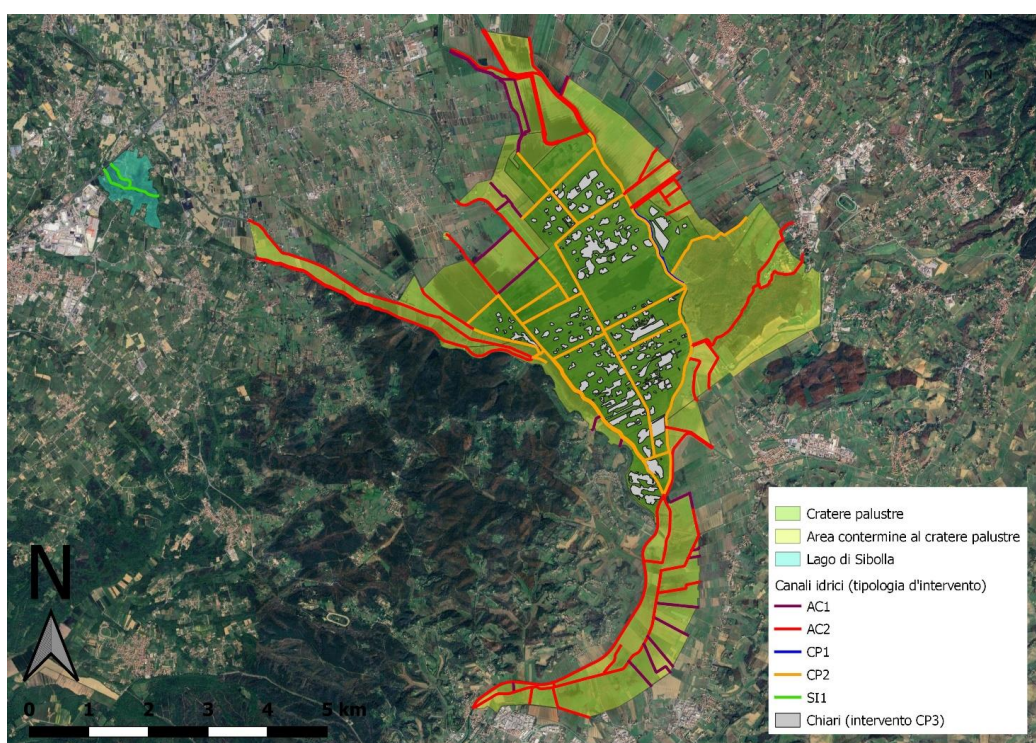 N
Cratere palustre
Area contermine al cratere palustre
Lago di Sibolla
Canali idrici (tipologia d'intervento)
AC1
AC2
CP1
CP2
SI1
Chiari (intervento CP3)
N
0 1 2 3 4 5 km